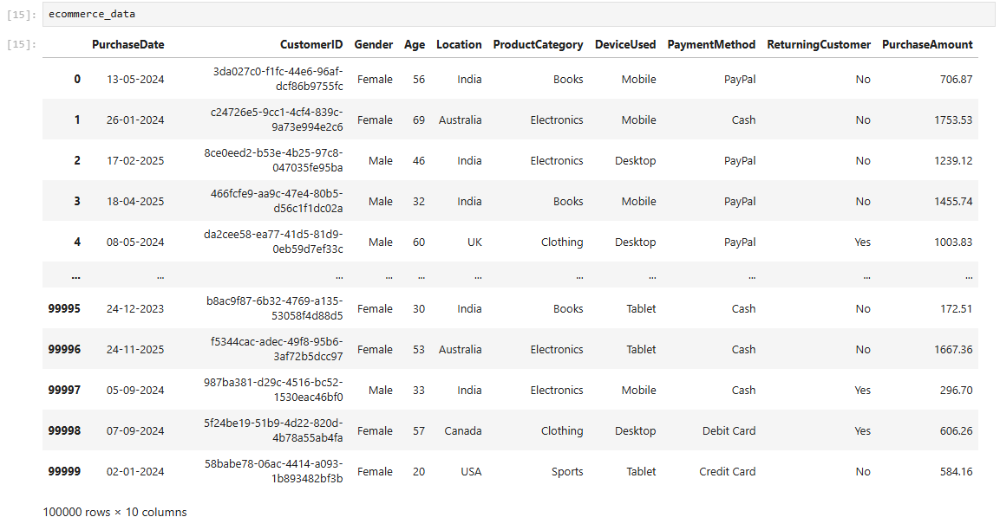 [15]: ecommerce_data
[15]: PurchaseDate CustomerID Gender Age Location ProductCategory DeviceUsed PaymentMethod ReturningCustomer PurchaseAmount
0 13-05-2024 3da027c0-f1fc-44e6-96af-dcf86b9755fc Female 56 India Books Mobile PayPal No 706.87
1 26-01-2024 c24726e5-9cc1-4cf4-839c-9a73e994e2c6 Female 69 Australia Electronics Mobile Cash No 1753.53
2 17-02-2025 8ce0eed2-b53e-4b25-97c8-047035fe95ba Male 46 India Electronics Desktop PayPal No 1239.12
3 18-04-2025 466fcfe9-aa9c-47e4-80b5-d56c1f1dc02a Male 32 India Books Mobile PayPal No 1455.74
4 08-05-2024 da2cee58-ea77-41d5-81d9-0eb59d7ef33c Male 60 UK Clothing Desktop PayPal Yes 1003.83
... ... ... ... ... ... ... ... ... ... ...
99995 24-12-2023 b8ac9f87-6b32-4769-a135-53058f4d88d5 Female 30 India Books Tablet Cash No 172.51
99996 24-11-2025 f5344cac-adec-49f8-95b6-3af72b5dcc97 Female 53 Australia Electronics Tablet Cash No 1667.36
99997 05-09-2024 987ba381-d29c-4516-bc52-1530eac46bf0 Male 33 India Electronics Mobile Cash Yes 296.70
99998 07-09-2024 5f24be19-51b9-4d22-820d-4b78a55ab4fa Female 57 Canada Clothing Desktop Debit Card Yes 606.26
99999 02-01-2024 58babe78-06ac-4414-a093-1b893482bf3b Female 20 USA Sports Tablet Credit Card No 584.16
100000 rows × 10 columns